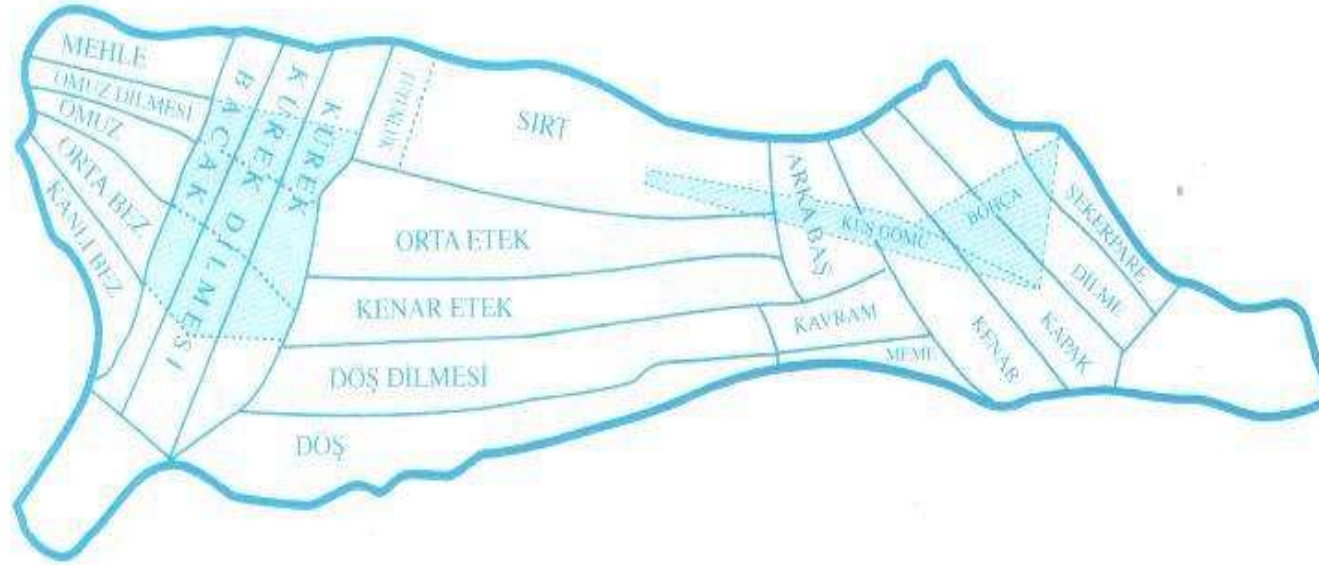 MEHLE
OMUZ DİLMESİ
OMUZ
ORTA BEZ
KANLI BEZ
BACAK
KÜREK DİLMESİ
KÜREK
SIRT
ORTA ETEK
KENAR ETEK
DÖŞ DİLMESİ
DÖŞ
ARKA BAŞ
KUŞ GÖMÜ
KAVRAM
MEME
BOHÇA
ŞEKERPARE
DİLME
KAPAK
KENAR